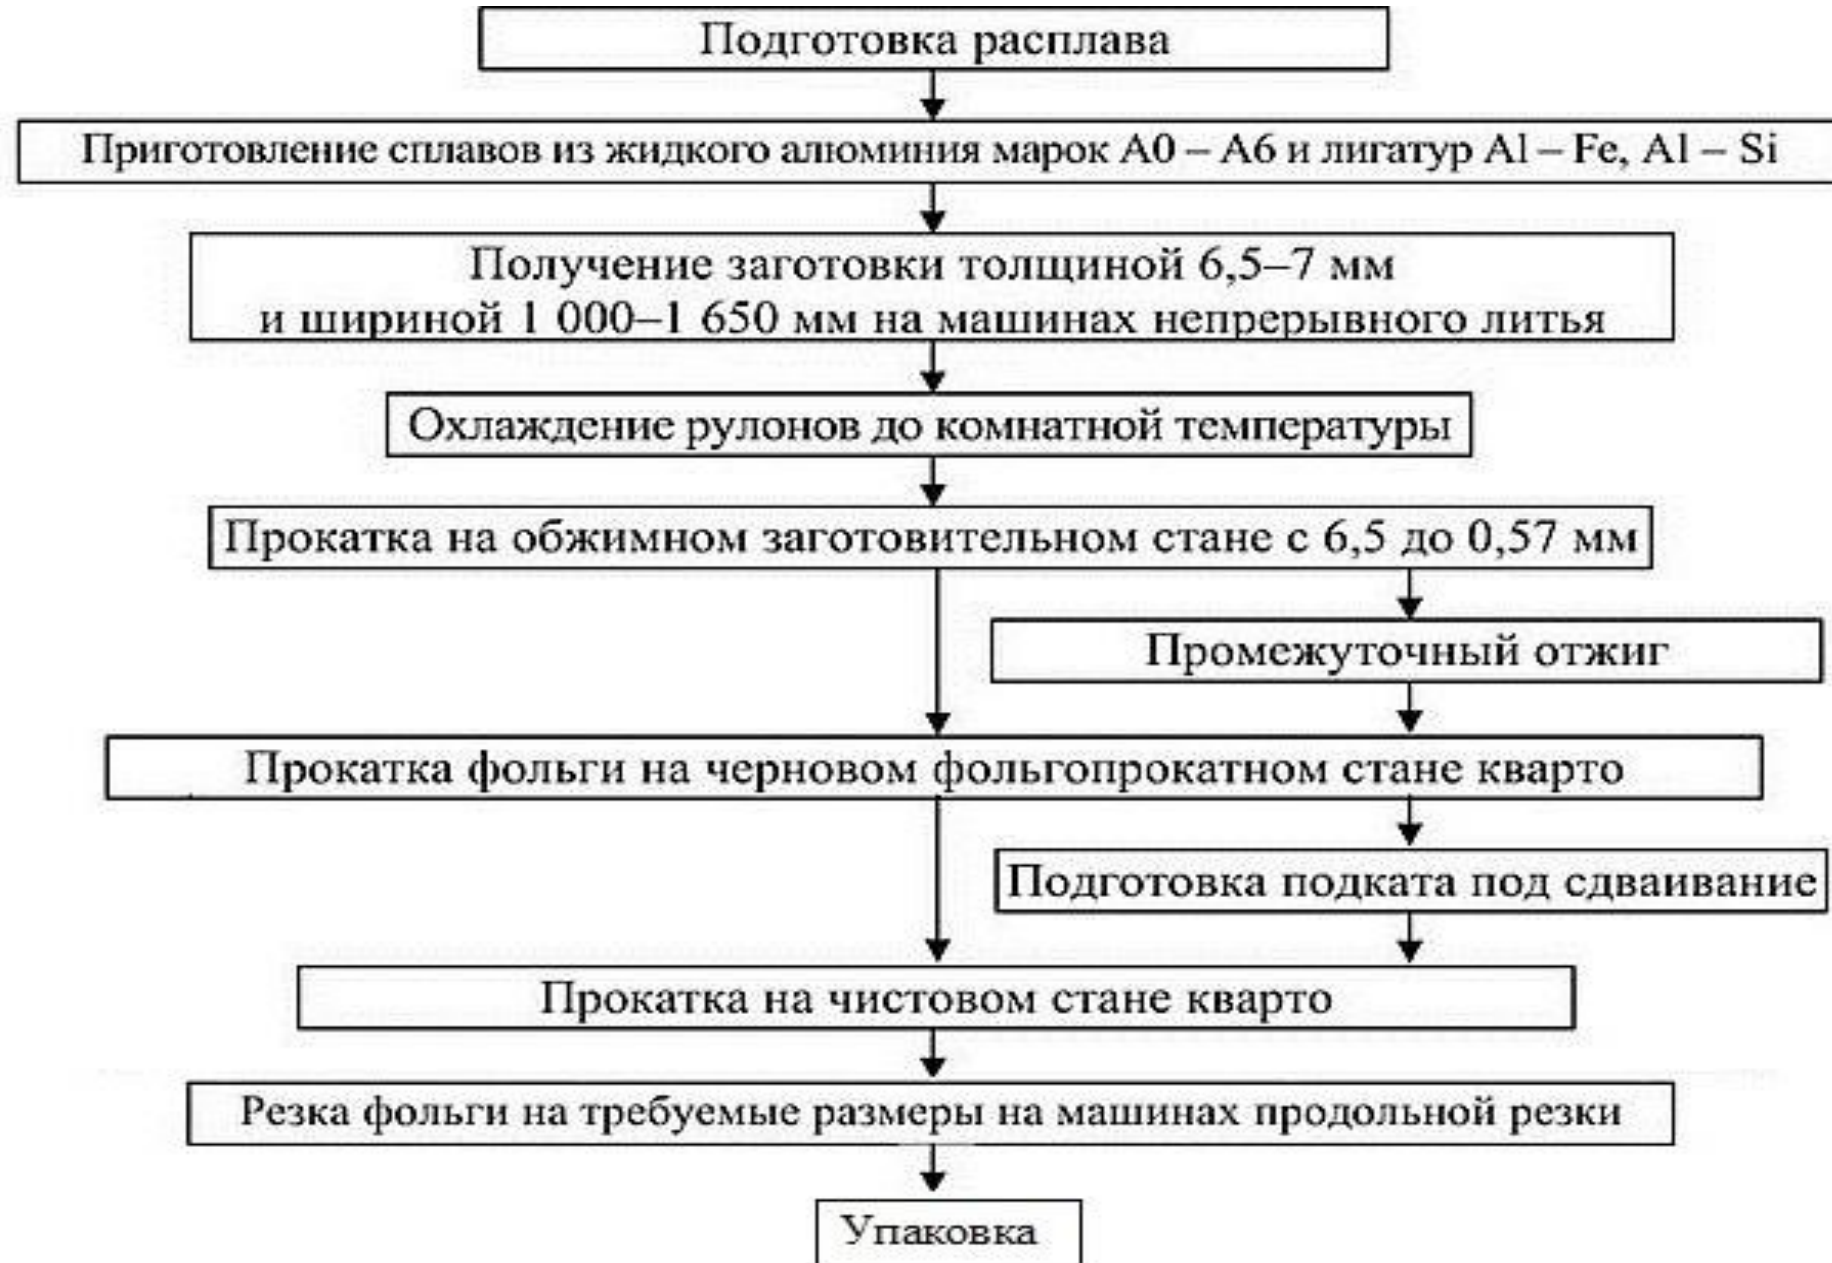 Подготовка расплава
Приготовление сплавов из жидкого алюминия марок А0 – А6 и лигатур Al – Fe, Al – Si
Получение заготовки толщиной 6,5–7 мм
и шириной 1 000–1 650 мм на машинах непрерывного литья
Охлаждение рулонов до комнатной температуры
Прокатка на обжимном заготовительном стане с 6,5 до 0,57 мм
Промежуточный отжиг
Прокатка фольги на черновом фольгопрокатном стане кварто
Подготовка подката под сдваивание
Прокатка на чистовом стане кварто
Резка фольги на требуемые размеры на машинах продольной резки
Упаковка